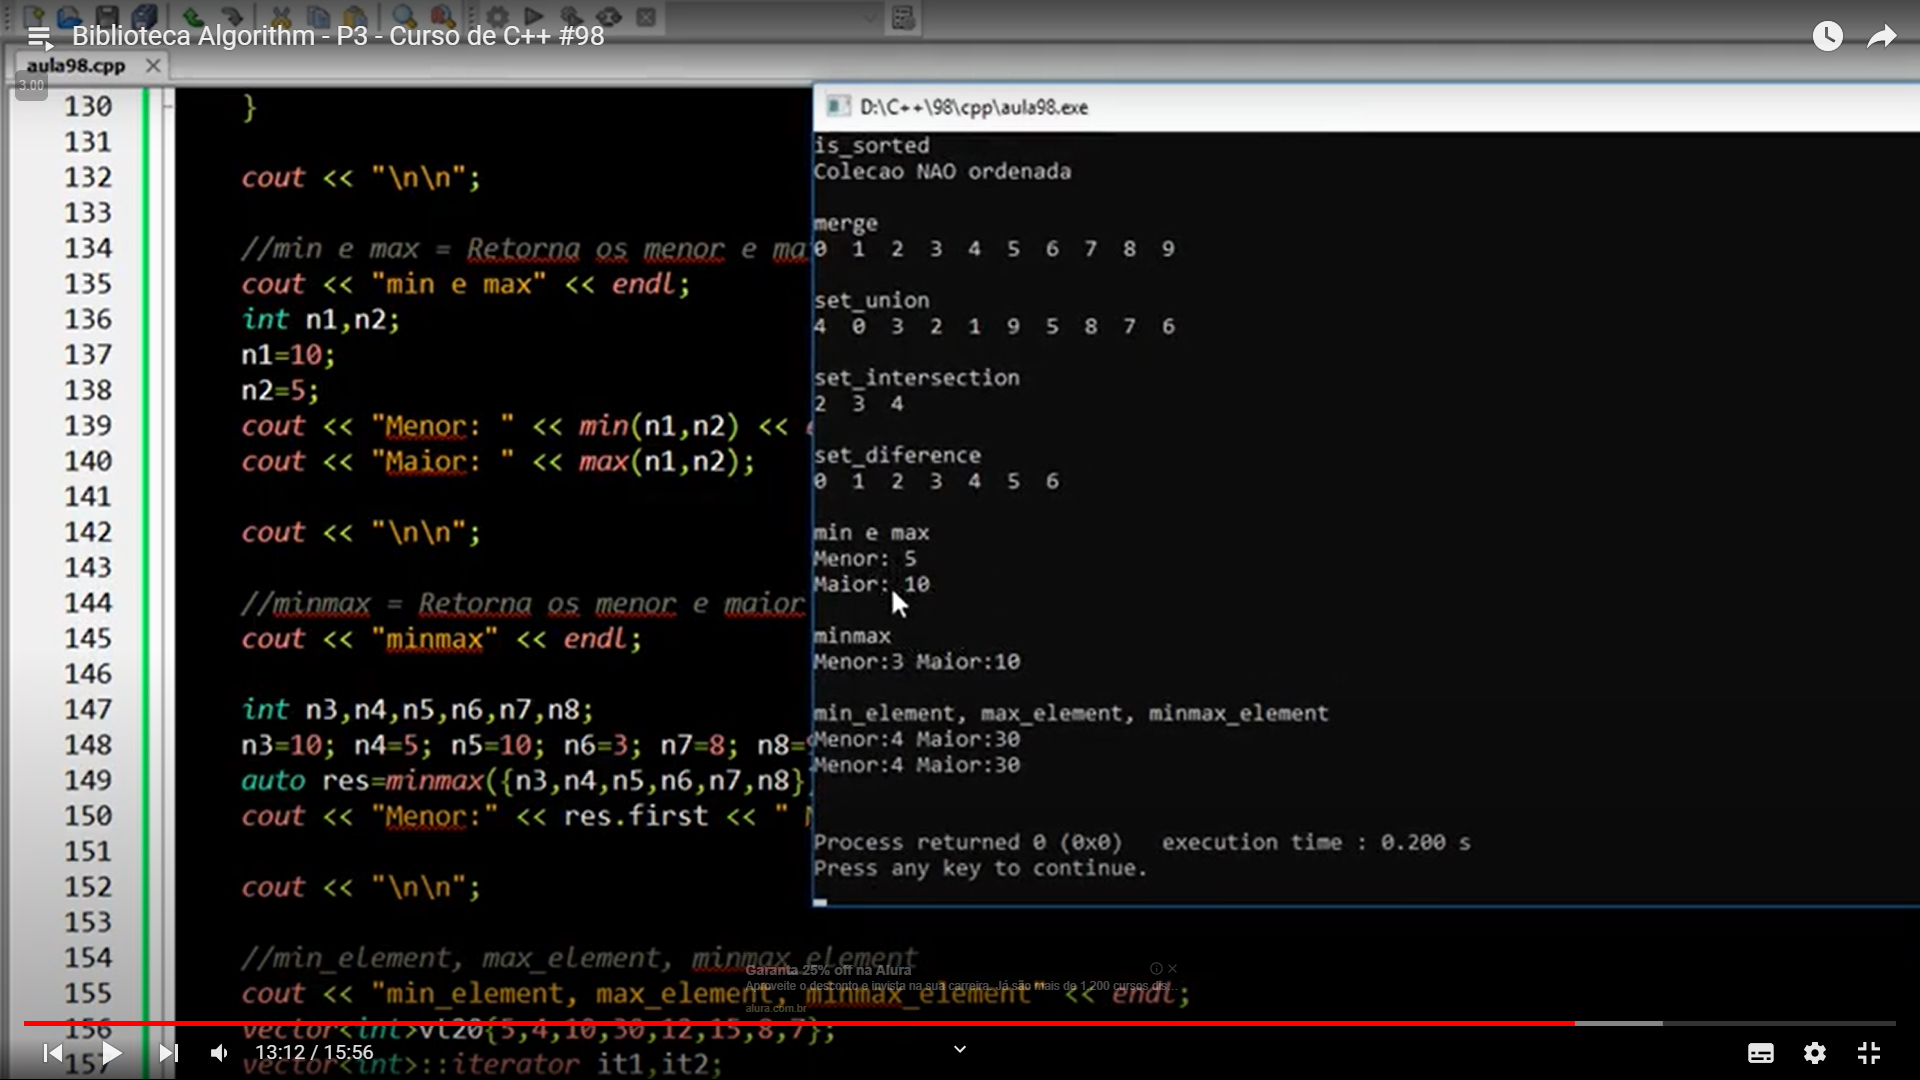 Biblioteca Algorithm - P3 - Curso de C++ #98
aula98.cpp
3.00
130 }
131
132 cout << "\n\n";
133
134 //min e max = Retorna os menor e ma
135 cout << "min e max" << endl;
136 int n1,n2;
137 n1=10;
138 n2=5;
139 cout << "Menor: " << min(n1,n2) <<
140 cout << "Maior: " << max(n1,n2);
141
142 cout << "\n\n";
143
144 //minmax = Retorna os menor e maior
145 cout << "minmax" << endl;
146
147 int n3,n4,n5,n6,n7,n8;
148 n3=10; n4=5; n5=10; n6=3; n7=8; n8=
149 auto res=minmax({n3,n4,n5,n6,n7,n8}
150 cout << "Menor:" << res.first << "
151
152 cout << "\n\n";
153
154 //min_element, max_element, minmax_element
155 cout << "min_element, max_element, minmax_element" << endl;
156 vector<int>vt20{5,4,10,30,12,15,8,7};
157 vector<int>::iterator it1,it2;
D:\C++\98\cpp\aula98.exe
is_sorted
Colecao NAO ordenada
merge
0 1 2 3 4 5 6 7 8 9
set_union
4 0 3 2 1 9 5 8 7 6
set_intersection
2 3 4
set_diference
0 1 2 3 4 5 6
min e max
Menor: 5
Maior: 10
minmax
Menor:3 Maior:10
min_element, max_element, minmax_element
Menor:4 Maior:30
Menor:4 Maior:30
Process returned 0 (0x0) execution time : 0.200 s
Press any key to continue.
Garanta 25% off na Alura
Aproveite o desconto e invista na sua carreira. Já são mais de 1.200 cursos dis...
alura.com.br
13:12 / 15:56